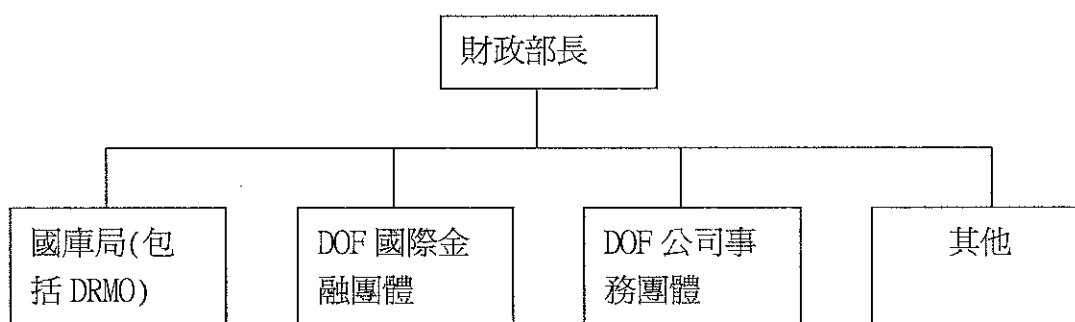 財政部長
國庫局(包
括 DRMO)
DOF 國際金
融團體
DOF 公司事
務團體
其他